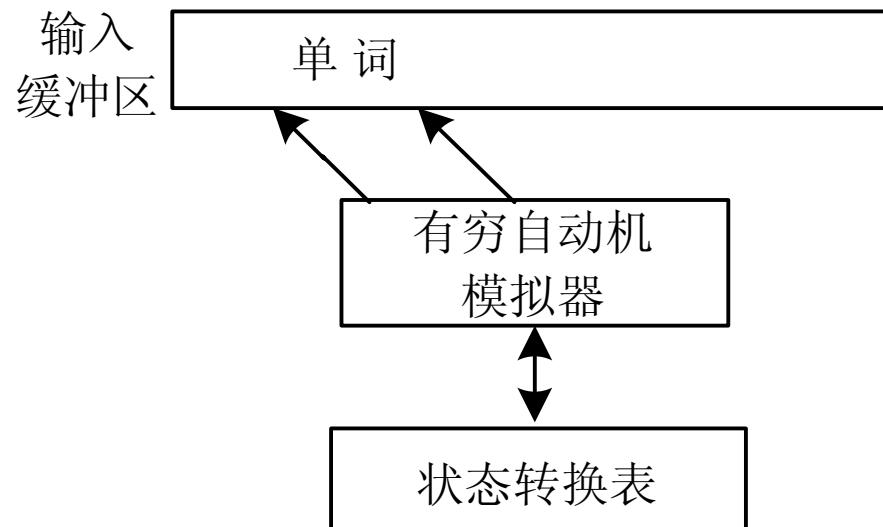 输入
缓冲区
单 词
有穷自动机
模拟器
状态转换表